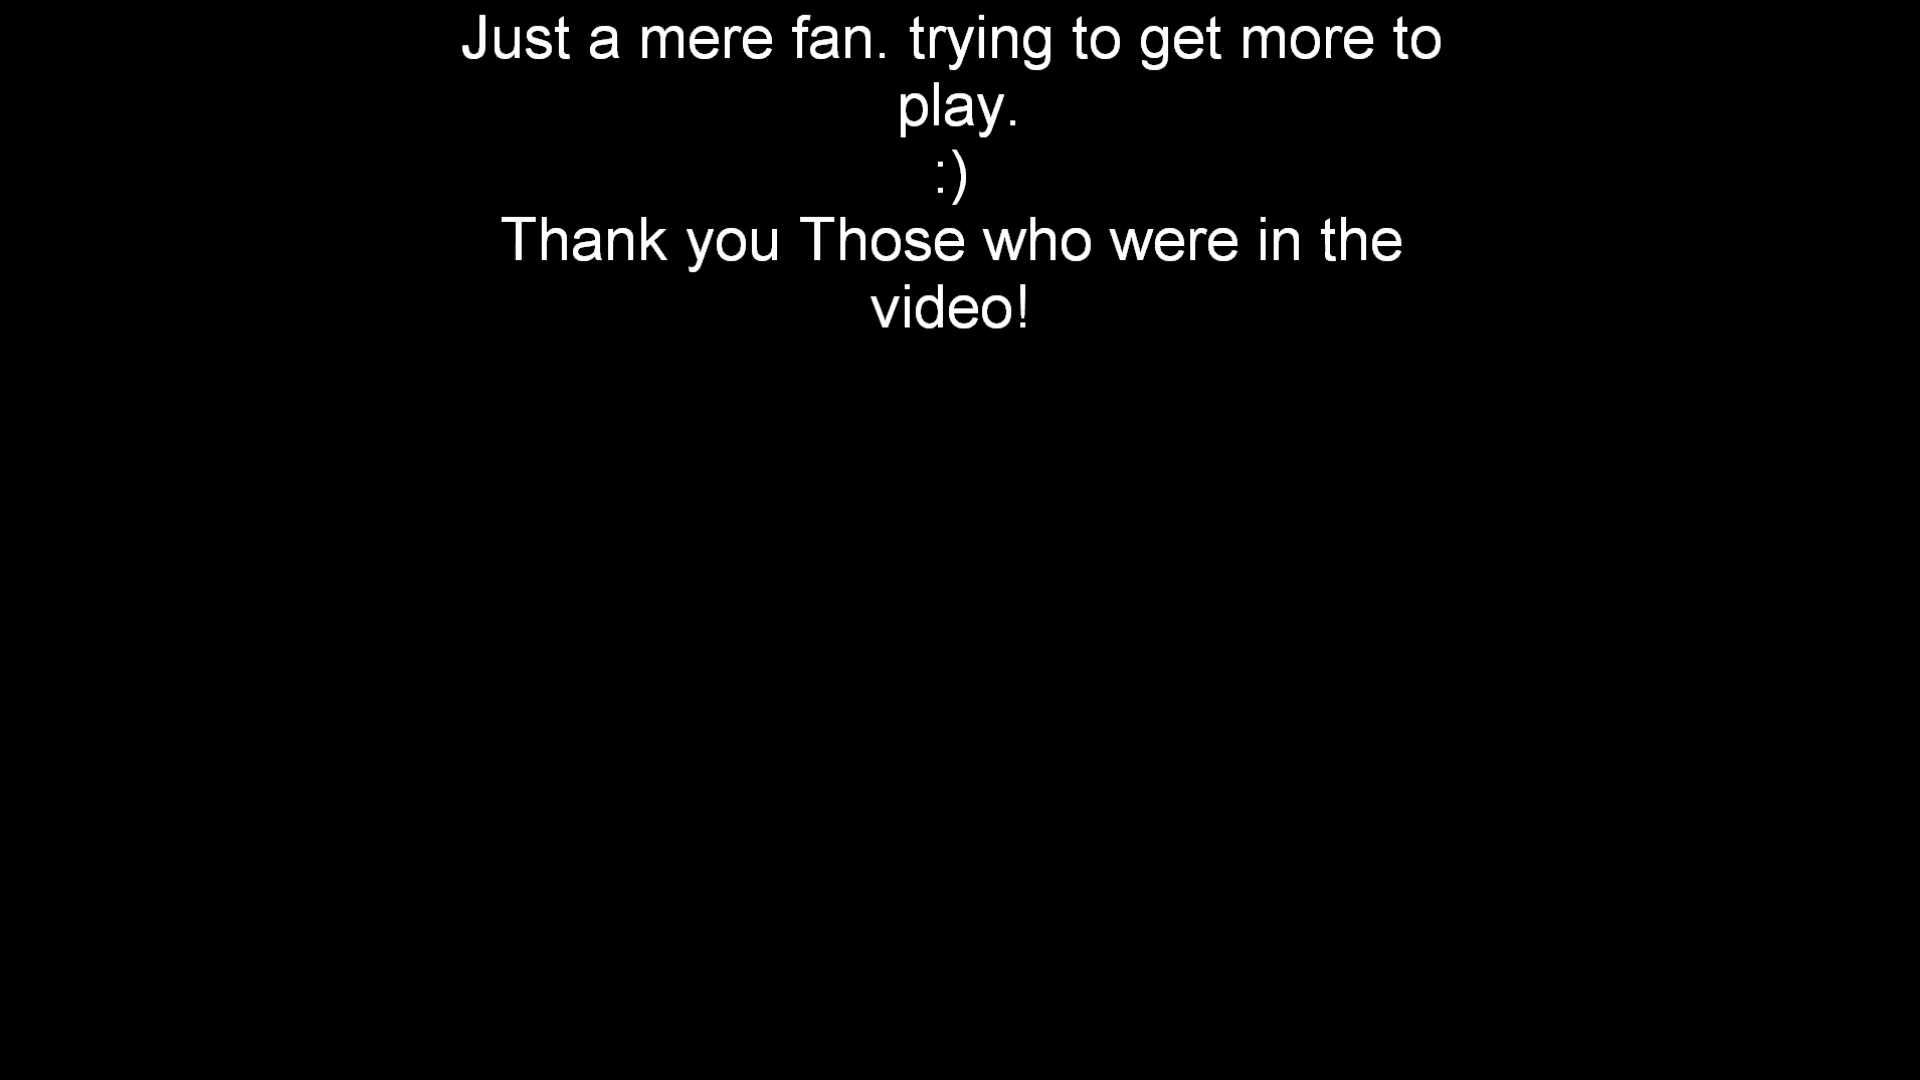 Just a mere fan. trying to get more to
play.
:)
Thank you Those who were in the
video!